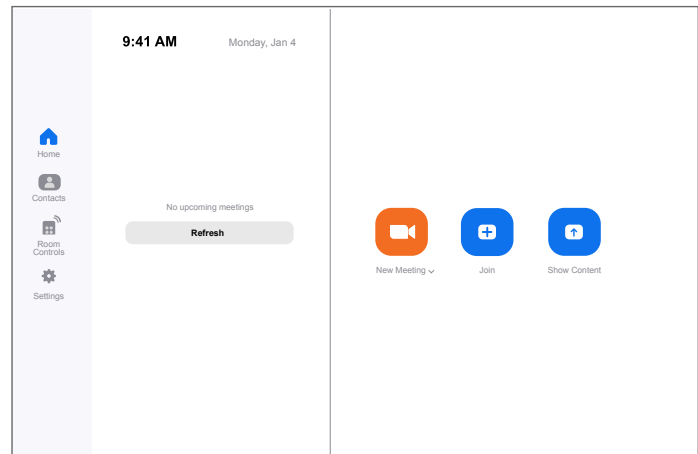 9:41 AM
Monday, Jan 4
Home
Contacts
Room
Controls
Settings
No upcoming meetings
Refresh
New Meeting
Join
Show Content